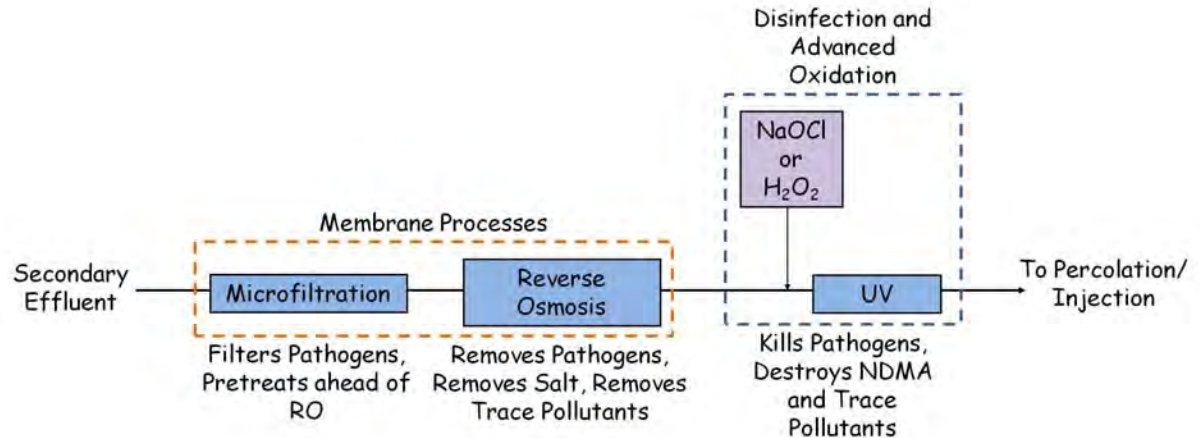 Disinfection and
Advanced
Oxidation
NaOCl
or
H₂O₂
Membrane Processes
Secondary
Effluent
Microfiltration
Reverse
Osmosis
UV
To Percolation/
Injection
Filters Pathogens,
Pretreats ahead of
RO
Removes Pathogens,
Removes Salt, Removes
Trace Pollutants
Kills Pathogens,
Destroys NDMA
and Trace
Pollutants